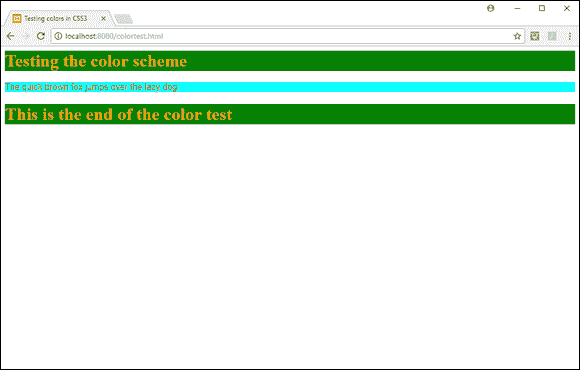 Testing colors in CSS3
localhost:8080/colortest.html
Testing the color scheme
The quick brown fox jumps over the lazy dog
This is the end of the color test